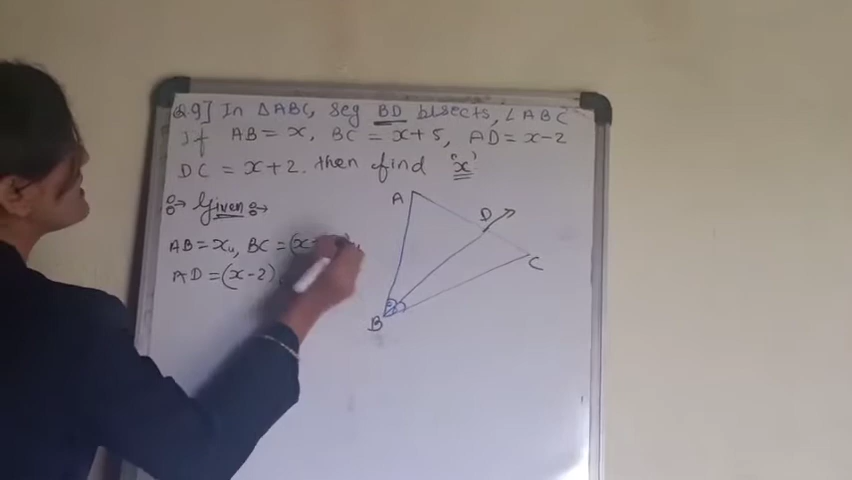 Q.9] In △ABC, seg BD bisects, ∠ABC
If AB = x, BC = x+5, AD = x-2
DC = x+2. then find 'x'
Given
AB = x, BC = (x
AD = (x-2),
A
D
C
B